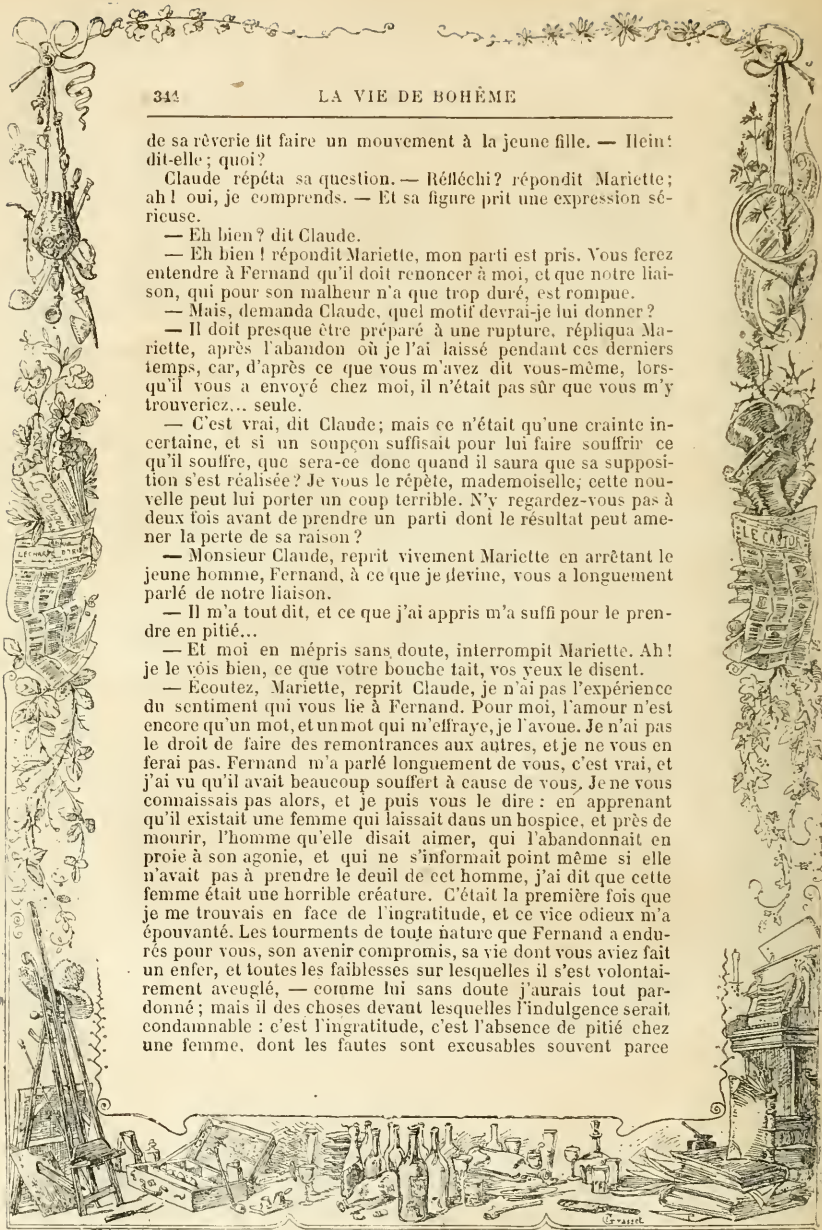 344
LA VIE DE BOHÊME
de sa rêverie fit faire un mouvement à la jeune fille. — Hein!
dit-elle ; quoi?
Claude répéta sa question. — Réfléchi? répondit Mariette;
ah ! oui, je comprends. — Et sa figure prit une expression sé-
rieuse.
— Eh bien ? dit Claude.
— Eh bien ! répondit Mariette, mon parti est pris. Vous ferez
entendre à Fernand qu'il doit renoncer à moi, et que notre liai-
son, qui pour son malheur n'a que trop duré, est rompue.
— Mais, demanda Claude, quel motif devrai-je lui donner ?
— Il doit presque être préparé à une rupture, répliqua Ma-
riette, après l'abandon où je l'ai laissé pendant ces derniers
temps, car, d'après ce que vous m'avez dit vous-même, lors-
qu'il vous a envoyé chez moi, il n'était pas sûr que vous m'y
trouveriez... seule.
— C'est vrai, dit Claude; mais ce n'était qu'une crainte in-
certaine, et si un soupçon suffisait pour lui faire souffrir ce
qu'il souffre, que sera-ce donc quand il saura que sa supposi-
tion s'est réalisée? Je vous le répète, mademoiselle, cette nou-
velle peut lui porter un coup terrible. N'y regardez-vous pas à
deux fois avant de prendre un parti dont le résultat peut ame-
ner la perte de sa raison ?
— Monsieur Claude, reprit vivement Mariette en arrêtant le
jeune homme, Fernand, à ce que je devine, vous a longuement
parlé de notre liaison.
— Il m'a tout dit, et ce que j'ai appris m'a suffi pour le pren-
dre en pitié...
— Et moi en mépris sans doute, interrompit Mariette. Ah!
je le vois bien, ce que votre bouche tait, vos yeux le disent.
— Écoutez, Mariette, reprit Claude, je n'ai pas l'expérience
du sentiment qui vous lie à Fernand. Pour moi, l'amour n'est
encore qu'un mot, et un mot qui m'effraye, je l'avoue. Je n'ai pas
le droit de faire des remontrances aux autres, et je ne vous en
ferai pas. Fernand m'a parlé longuement de vous, c'est vrai, et
j'ai vu qu'il avait beaucoup souffert à cause de vous. Je ne vous
connaissais pas alors, et je puis vous le dire : en apprenant
qu'il existait une femme qui laissait dans un hospice, et près de
mourir, l'homme qu'elle disait aimer, qui l'abandonnait en
proie à son agonie, et qui ne s'informait point même si elle
n'avait pas à prendre le deuil de cet homme, j'ai dit que cette
femme était une horrible créature. C'était la première fois que
je me trouvais en face de l'ingratitude, et ce vice odieux m'a
épouvanté. Les tourments de toute nature que Fernand a endu-
rés pour vous, son avenir compromis, sa vie dont vous aviez fait
un enfer, et toutes les faiblesses sur lesquelles il s'est volontai-
rement aveuglé, — comme lui sans doute j'aurais tout par-
donné ; mais il des choses devant lesquelles l'indulgence serait
condamnable : c'est l'ingratitude, c'est l'absence de pitié chez
une femme, dont les fautes sont excusables souvent parce
L'ECHARPE D'IRIS
LE CASTOR
Grasset